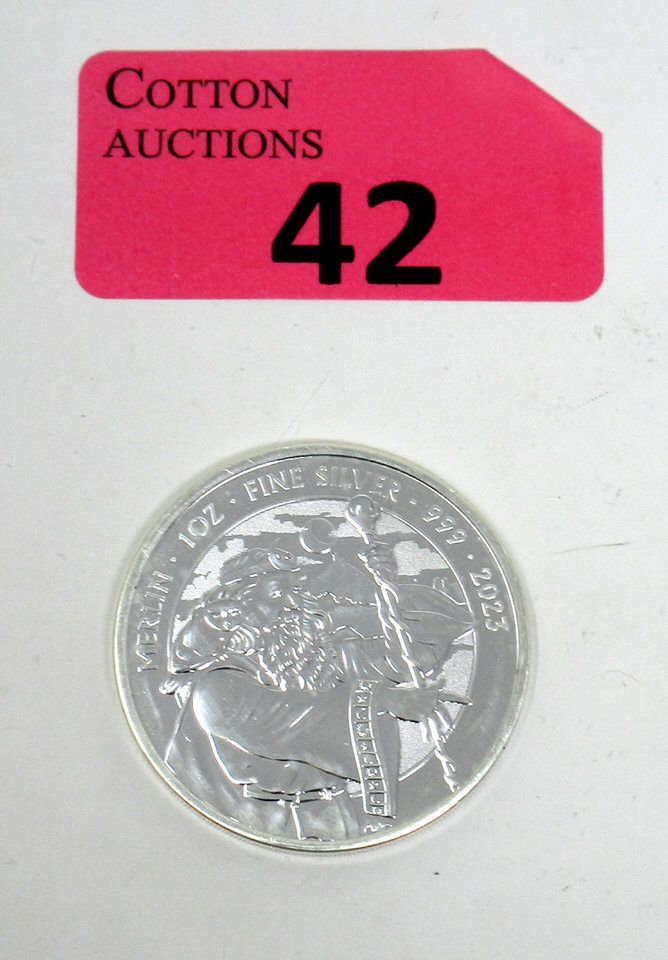 COTTON
AUCTIONS
42
MERLIN · 1OZ · FINE SILVER · 999 · 2023